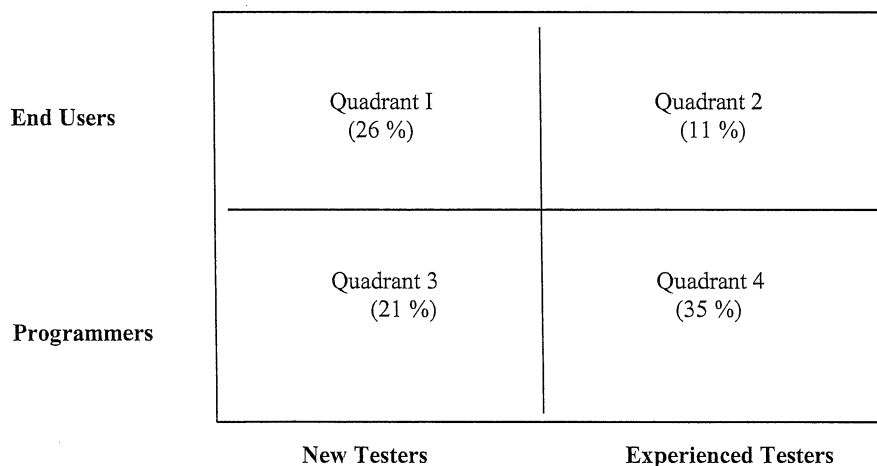 End Users
Quadrant I
(26 %)
Quadrant 2
(11 %)
Programmers
Quadrant 3
(21 %)
Quadrant 4
(35 %)
New Testers
Experienced Testers